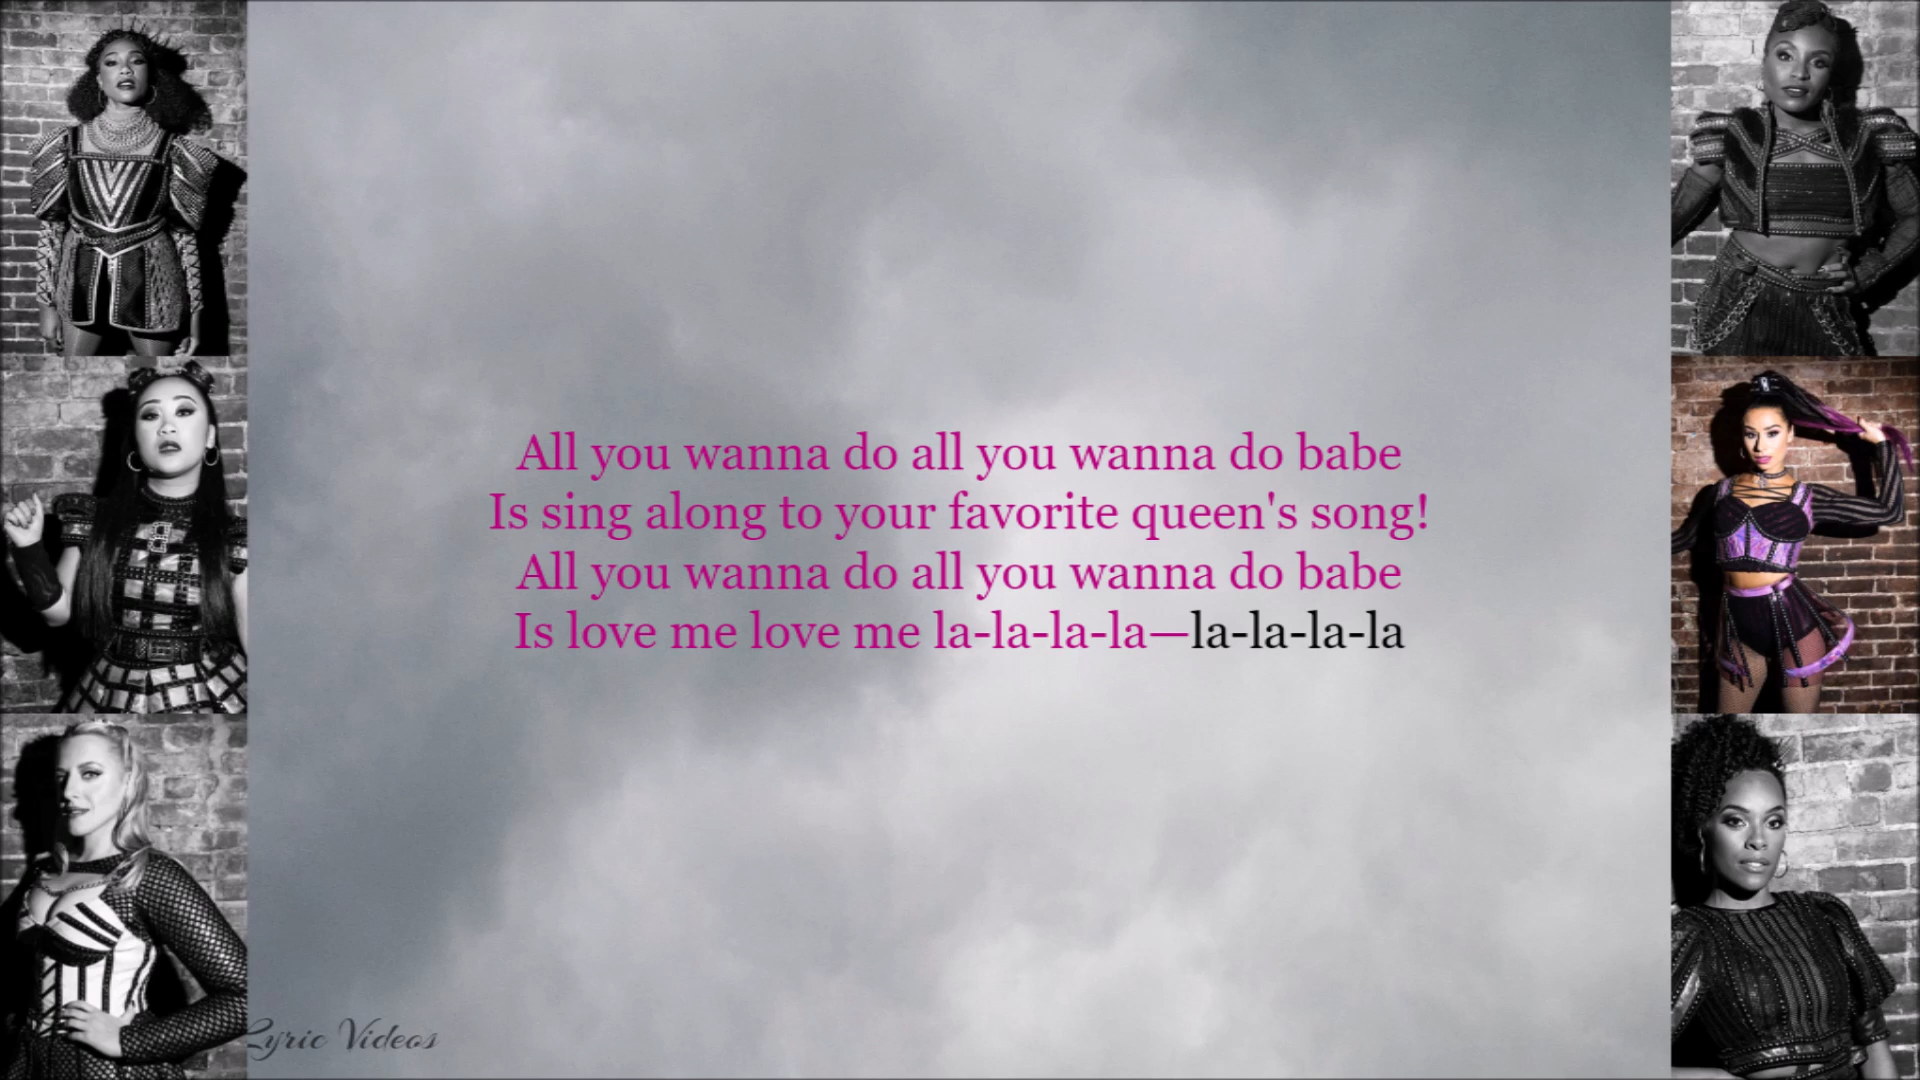 All you wanna do all you wanna do babe
Is sing along to your favorite queen's song!
All you wanna do all you wanna do babe
Is love me love me la-la-la-la—la-la-la-la
Lyric Videos